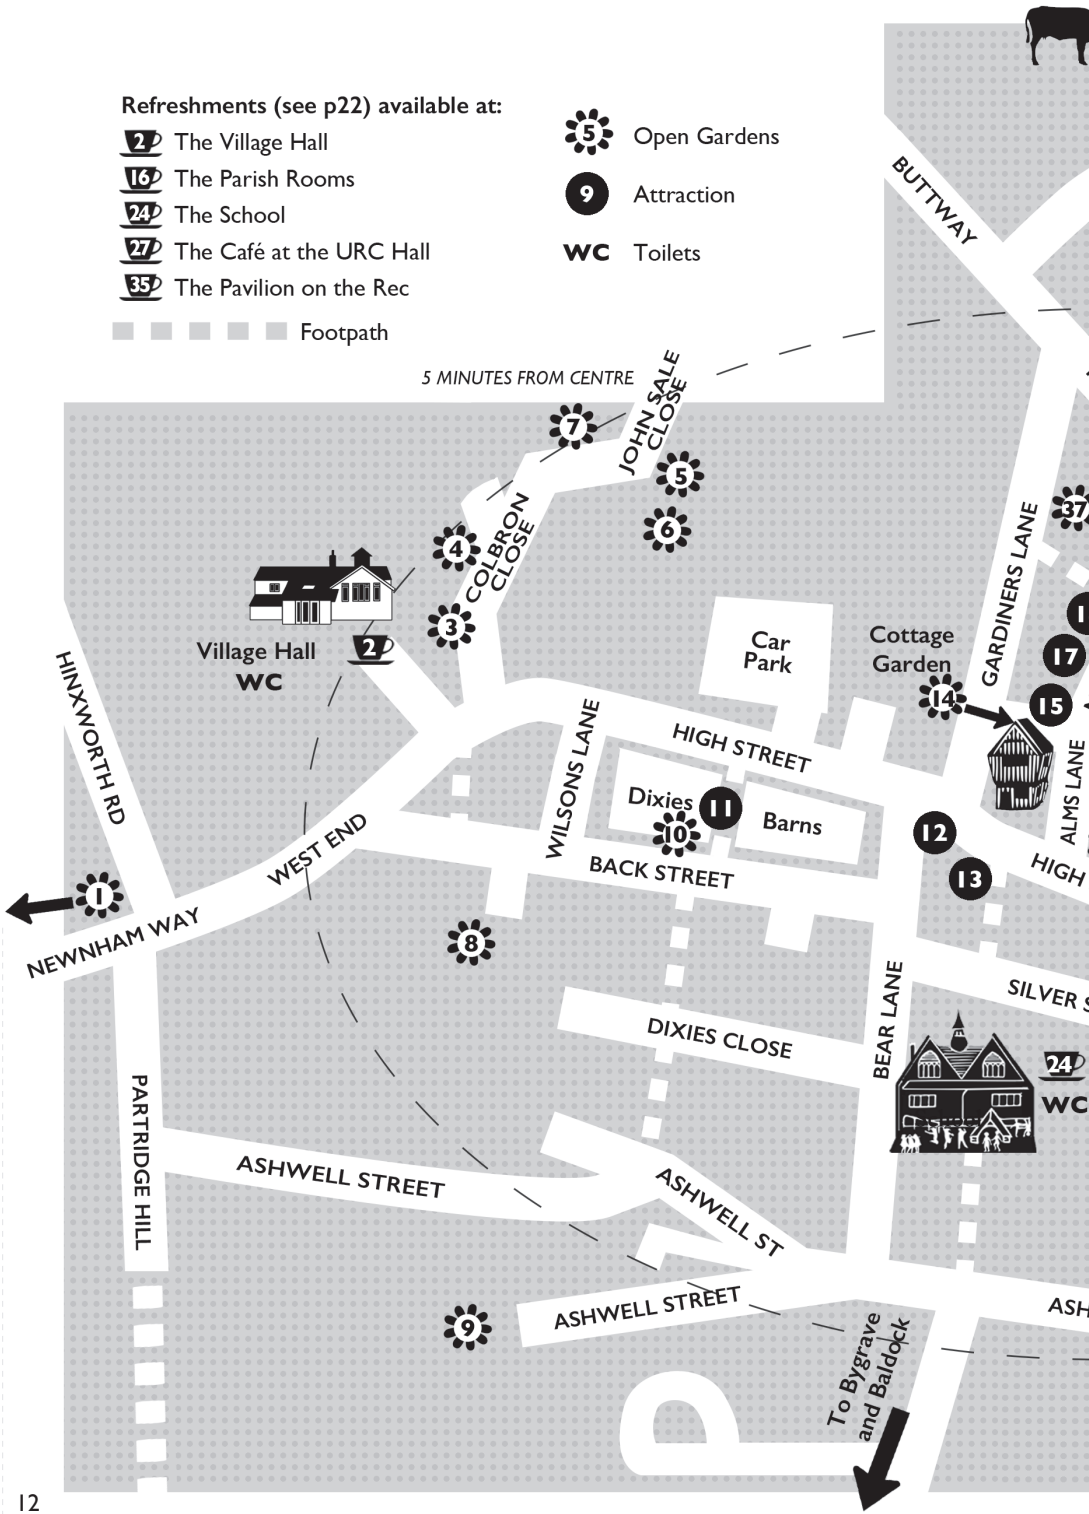 Refreshments (see p22) available at:
2 The Village Hall
16 The Parish Rooms
24 The School
27 The Café at the URC Hall
35 The Pavilion on the Rec
Footpath
5 Open Gardens
9 Attraction
WC Toilets
BUTTWAY
5 MINUTES FROM CENTRE
JOHN SALE
CLOSE
7
5
6
4
COLBRON
CLOSE
3
37
GARDINERS LANE
Village Hall
2
WC
Car
Park
Cottage
Garden
14
1
17
15
HINXWORTH RD
WILSONS LANE
HIGH STREET
ALMS LANE
Dixies
11
Barns
10
12
13
HIGH
WEST END
BACK STREET
1
NEWNHAM WAY
8
BEAR LANE
SILVER S
DIXIES CLOSE
24
WC
PARTRIDGE HILL
ASHWELL STREET
ASHWELL ST
ASHWELL STREET
ASH
9
To Bygrave
and Baldock
12